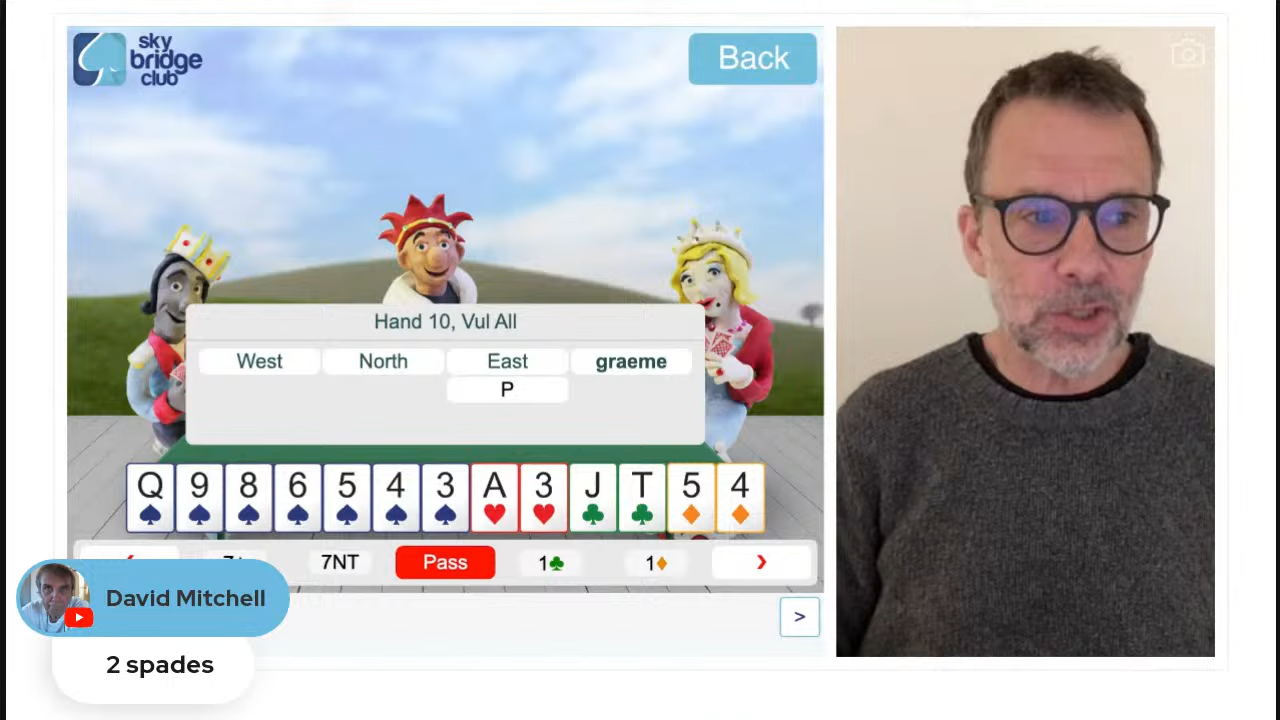 sky
bridge
club
Back
Hand 10, Vul All
West North East graeme
P
Q 9 8 6 5 4 3 A 3 J T 5 4
♠ ♠ ♠ ♠ ♠ ♠ ♠ ♥ ♥ ♣ ♣ ♦ ♦
7NT Pass 1♣ 1♦ ❯
David Mitchell
>
2 spades